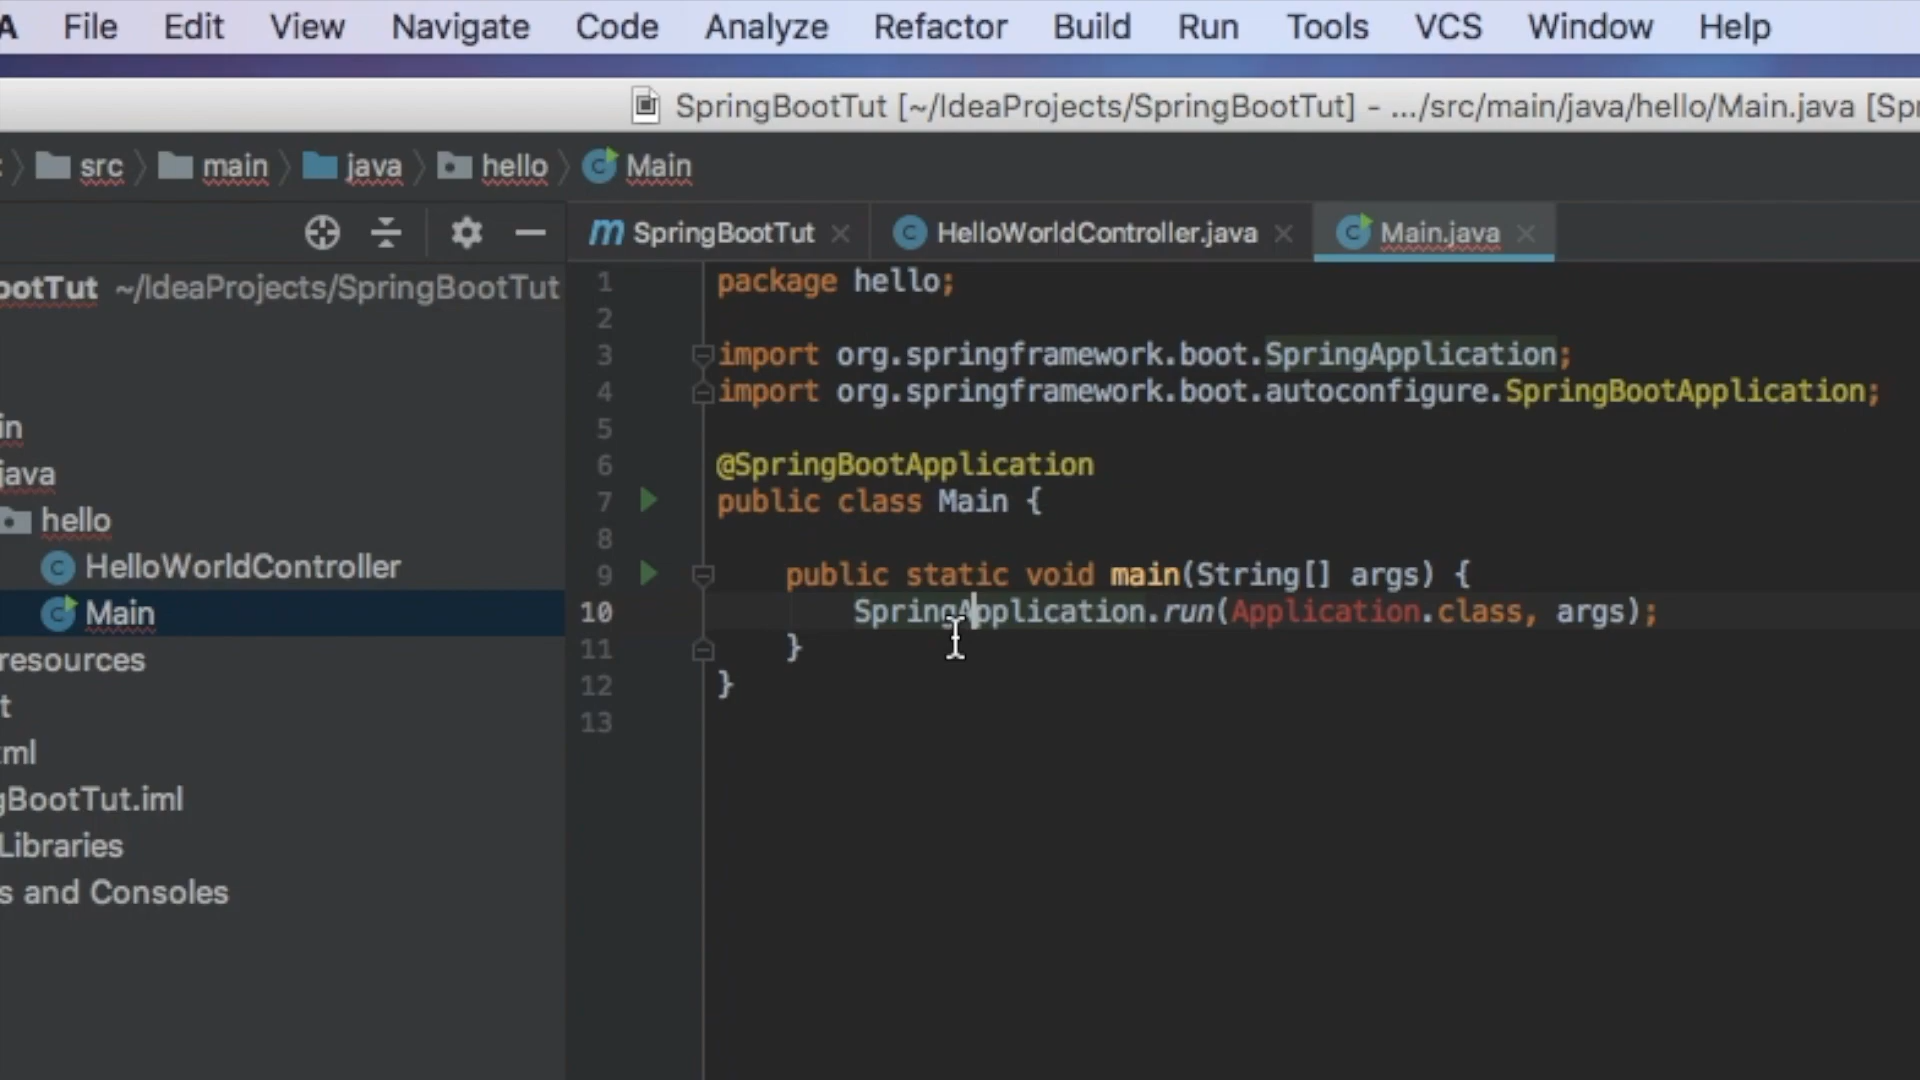 File Edit View Navigate Code Analyze Refactor Build Run Tools VCS Window Help
SpringBootTut [~/IdeaProjects/SpringBootTut] - .../src/main/java/hello/Main.java [Spr
src main java hello Main
SpringBootTut HelloWorldController.java Main.java
ootTut ~/IdeaProjects/SpringBootTut
in
java
hello
HelloWorldController
Main
resources
t
ml
gBootTut.iml
Libraries
s and Consoles
1 package hello;
2
3 import org.springframework.boot.SpringApplication;
4 import org.springframework.boot.autoconfigure.SpringBootApplication;
5
6 @SpringBootApplication
7 public class Main {
8
9 public static void main(String[] args) {
10 SpringApplication.run(Application.class, args);
11 }
12 }
13